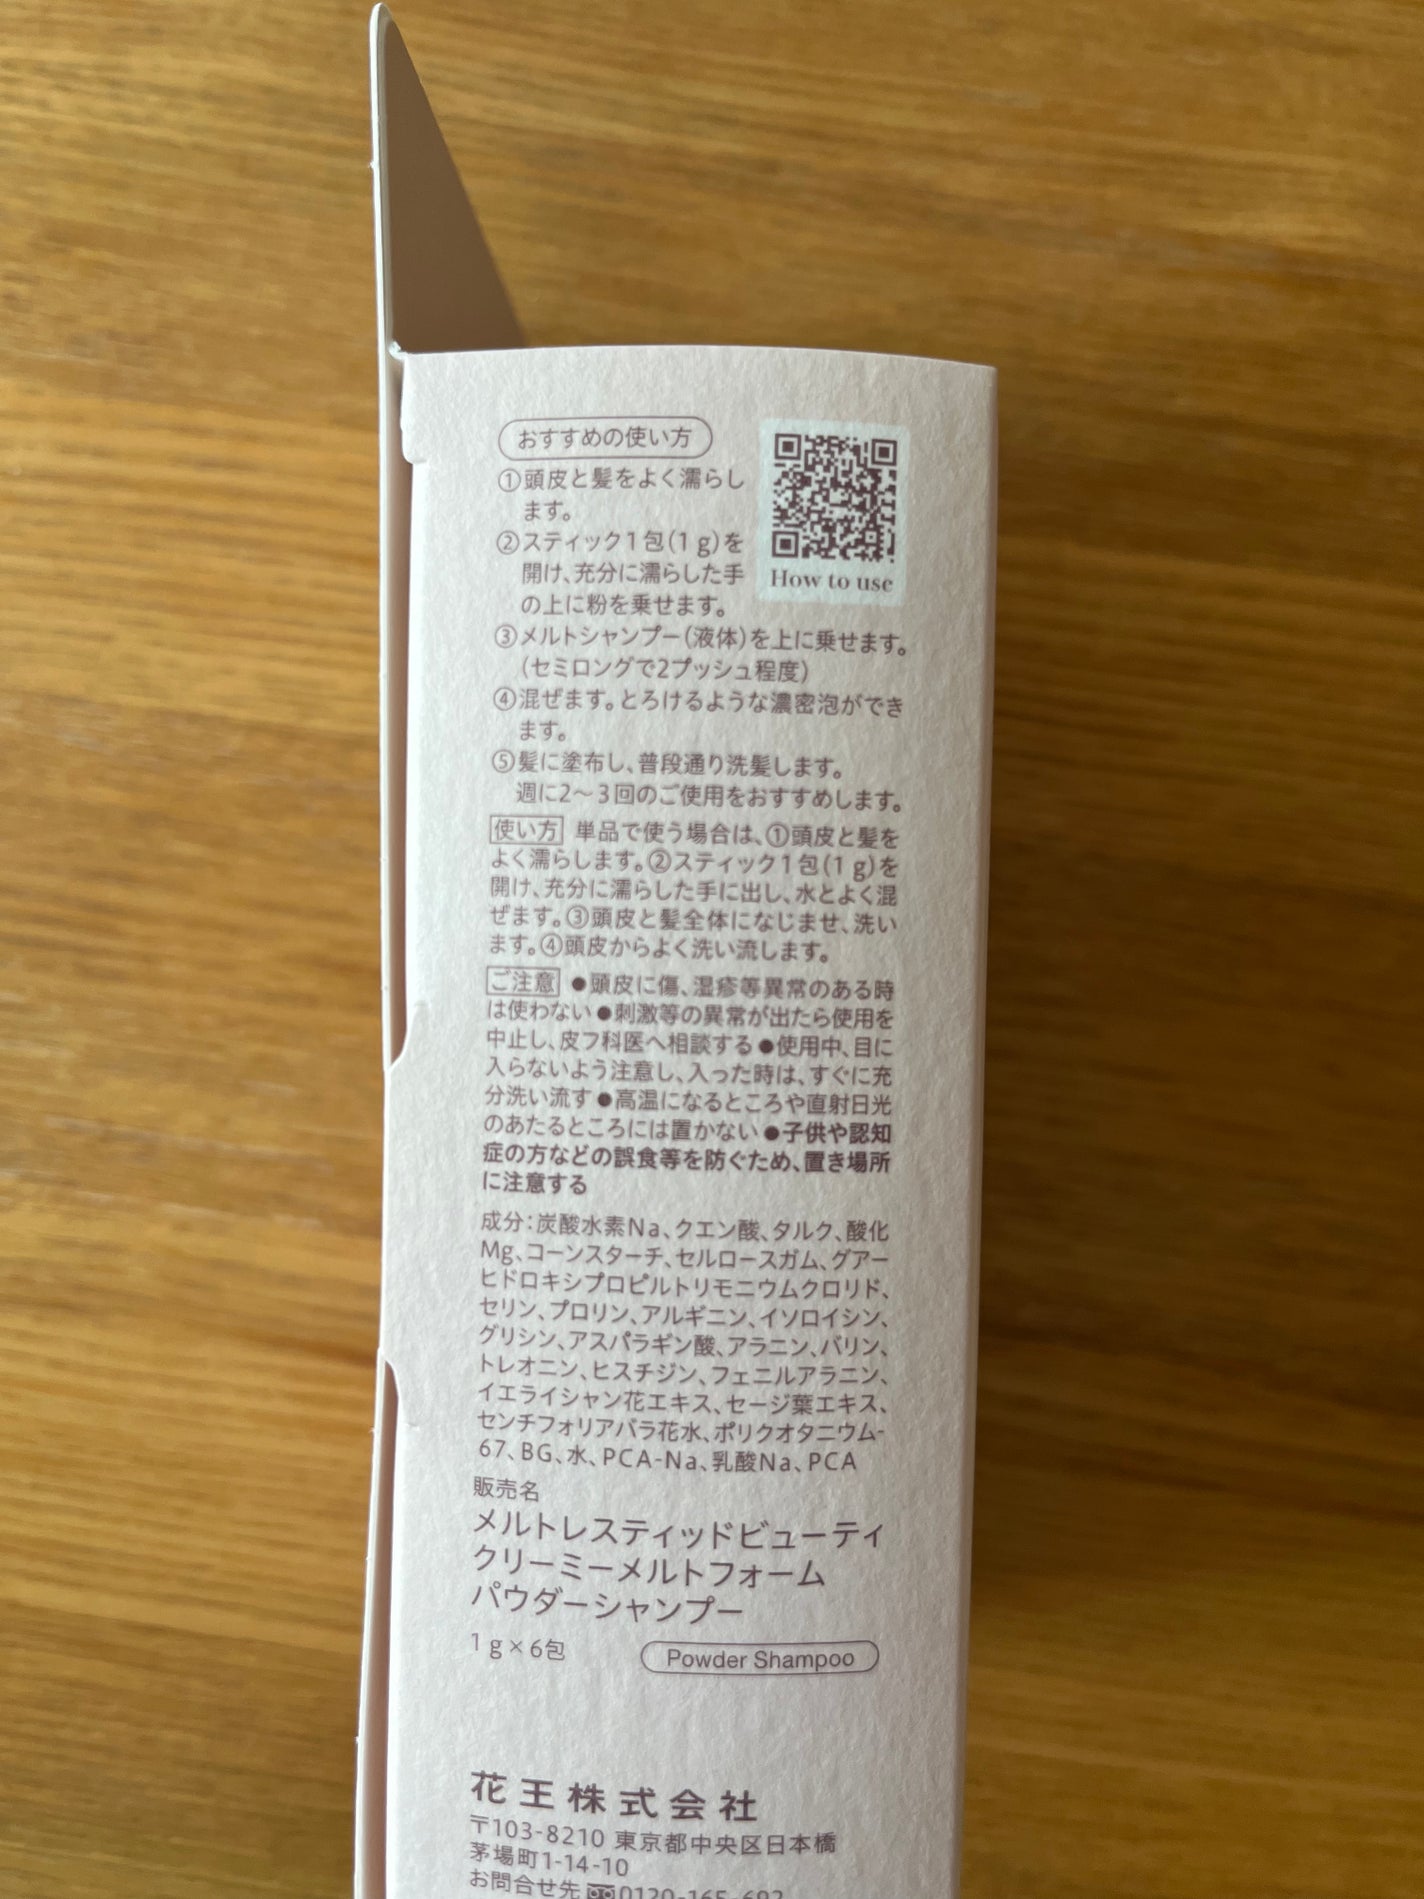 おすすめの使い方
①頭皮と髪をよく濡らし
ます。
②スティック1包(1 g)を
開け、充分に濡らした手
の上に粉を乗せます。
How to use
③メルトシャンプー(液体)を上に乗せます。
(セミロングで2プッシュ程度)
④混ぜます。とろけるような濃密泡ができ
ます。
⑤髪に塗布し、普段通り洗髪します。
週に2〜3回のご使用をおすすめします。
使い方 単品で使う場合は、①頭皮と髪を
よく濡らします。②スティック1包(1 g)を
開け、充分に濡らした手に出し、水とよく混
ぜます。③頭皮と髪全体になじませ、洗い
ます。④頭皮からよく洗い流します。
ご注意 ●頭皮に傷、湿疹等異常のある時
は使わない●刺激等の異常が出たら使用を
中止し、皮フ科医へ相談する●使用中、目に
入らないよう注意し、入った時は、すぐに充
分洗い流す●高温になるところや直射日光
のあたるところには置かない●子供や認知
症の方などの誤食等を防ぐため、置き場所
に注意する
成分:炭酸水素Na、クエン酸、タルク、酸化
Mg、コーンスターチ、セルロースガム、グアー
ヒドロキシプロピルトリモニウムクロリド、
セリン、プロリン、アルギニン、イソロイシン、
グリシン、アスパラギン酸、アラニン、バリン、
トレオニン、ヒスチジン、フェニルアラニン、
イエライシャン花エキス、セージ葉エキス、
センチフォリアバラ花水、ポリクオタニウム-
67、BG、水、PCA-Na、乳酸Na、PCA
販売名
メルトレスティッドビューティ
クリーミーメルトフォーム
パウダーシャンプー
1 g×6包
Powder Shampoo
花王株式会社
〒103-8210 東京都中央区日本橋
茅場町1-14-10
お問合せ先 0120-165-692